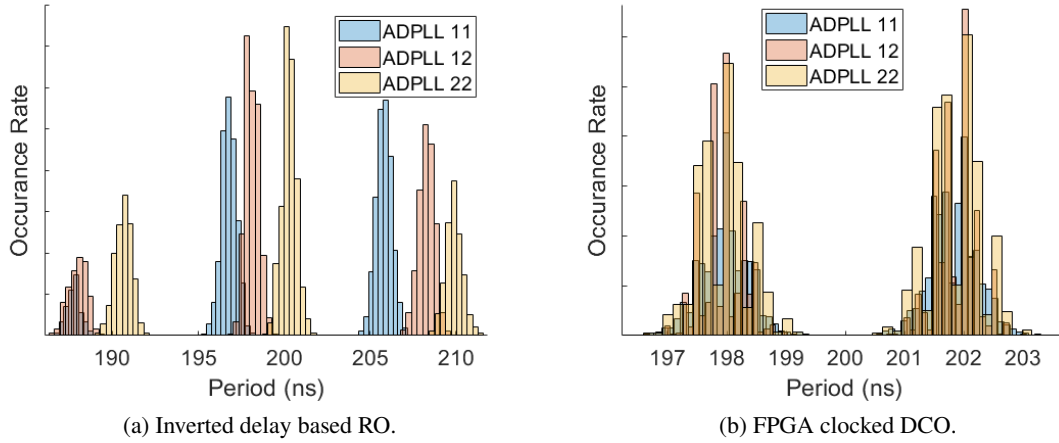 ADPLL 11
ADPLL 12
ADPLL 22
Occurance Rate
190 195 200 205 210
Period (ns)
(a) Inverted delay based RO.
ADPLL 11
ADPLL 12
ADPLL 22
Occurance Rate
197 198 199 200 201 202 203
Period (ns)
(b) FPGA clocked DCO.